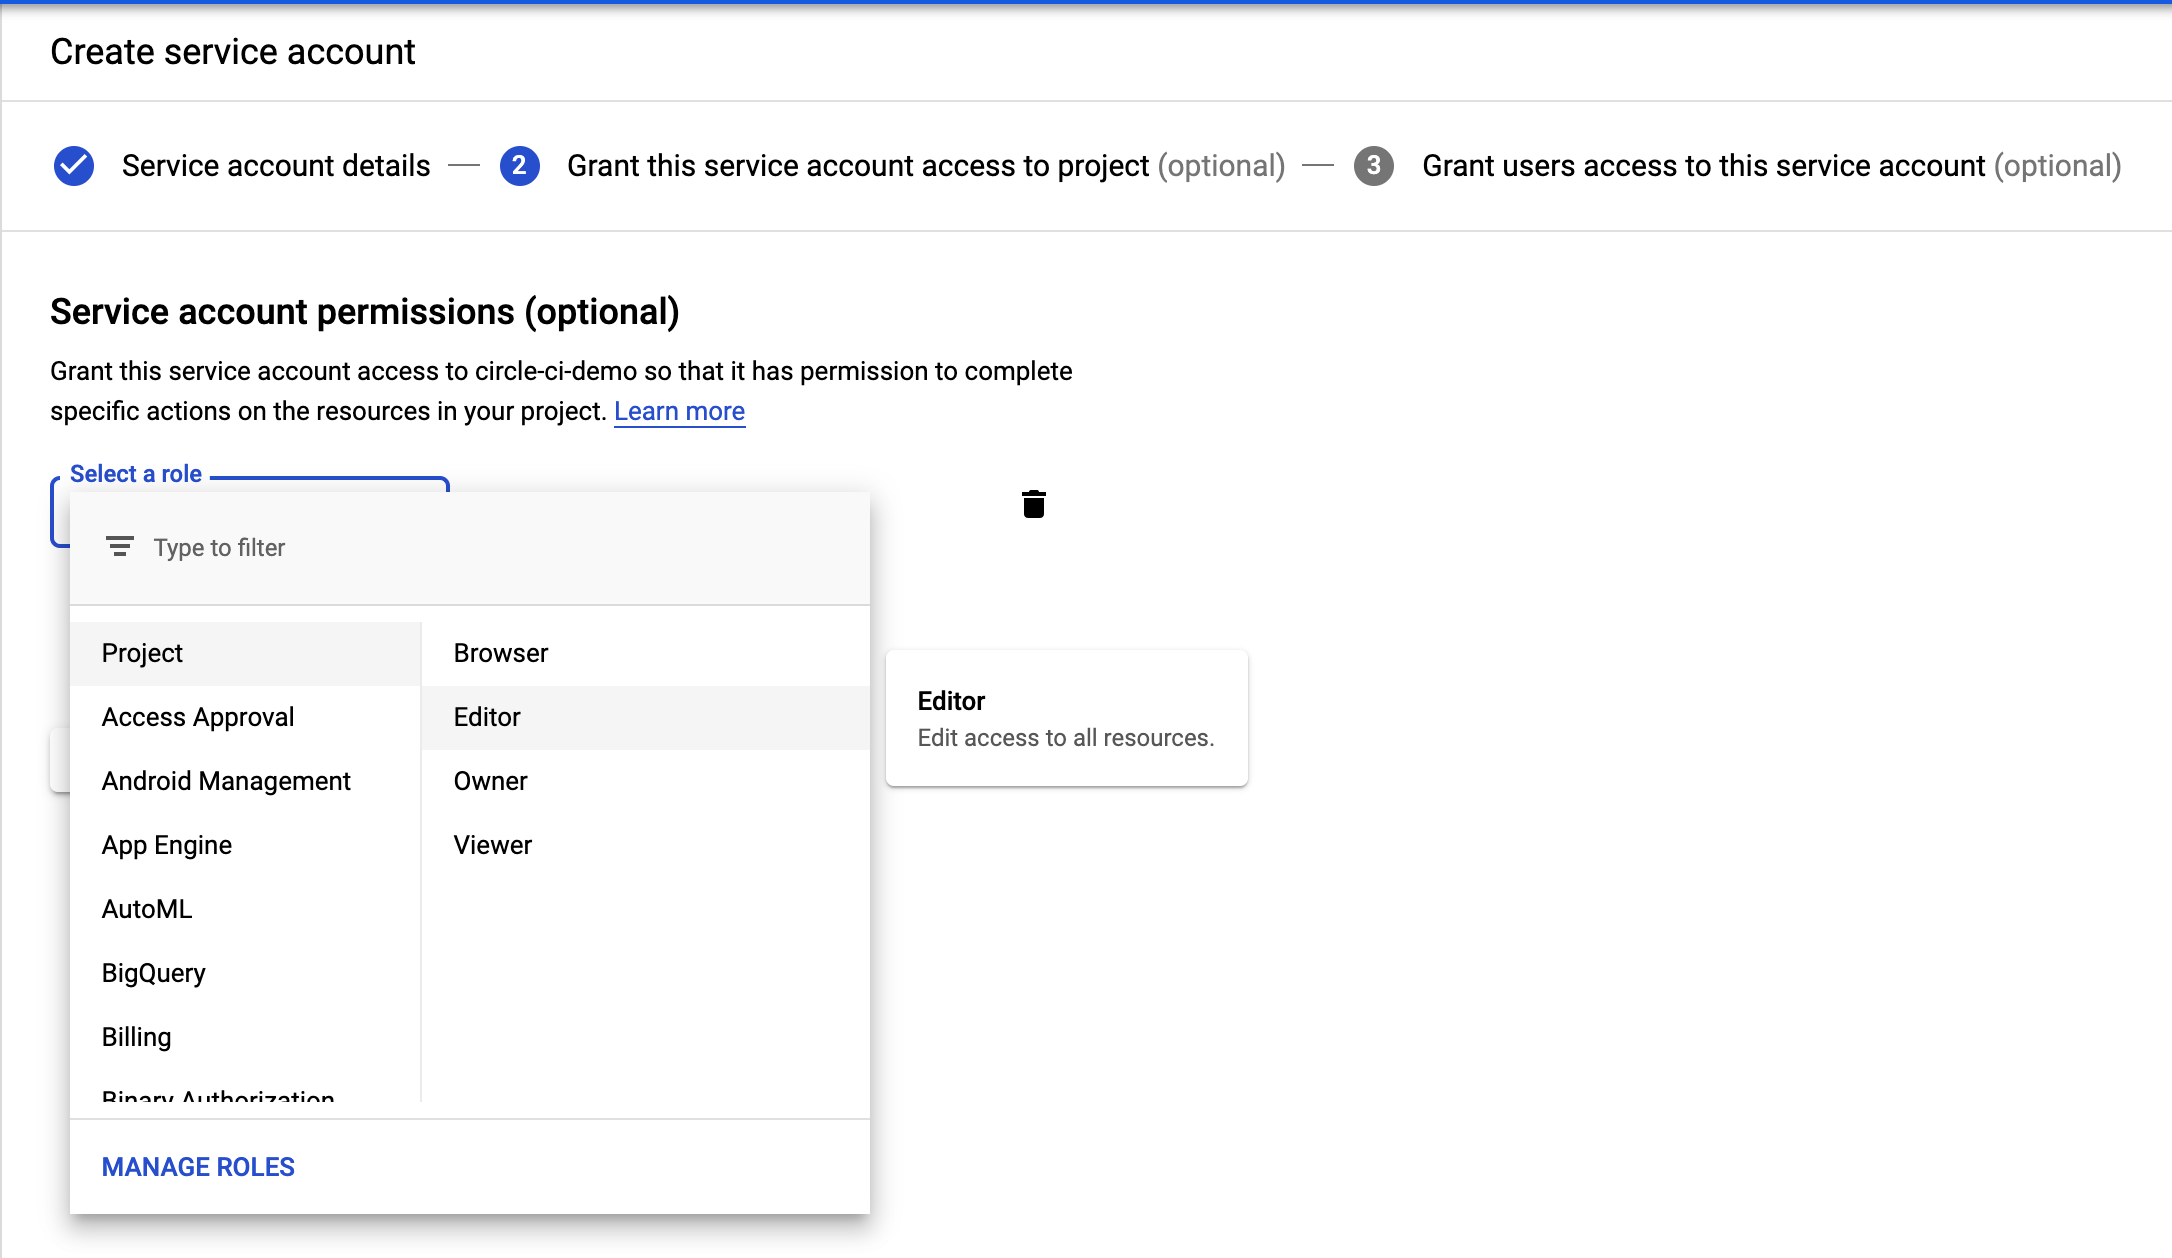 Create service account
Service account details
2 Grant this service account access to project (optional)
3 Grant users access to this service account (optional)
Service account permissions (optional)
Grant this service account access to circle-ci-demo so that it has permission to complete
specific actions on the resources in your project. Learn more
Select a role
Type to filter
Project
Access Approval
Android Management
App Engine
AutoML
BigQuery
Billing
Binary Authorization
Browser
Editor
Owner
Viewer
Editor
Edit access to all resources.
MANAGE ROLES